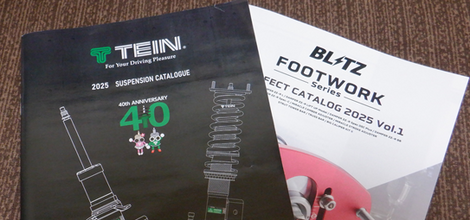 TEIN®
For Your Driving Pleasure
2025 SUSPENSION CATALOGUE
40th ANNIVERSARY
40
TEIN
BLITZ
FOOTWORK
Series
FECT CATALOG 2025 Vol.1